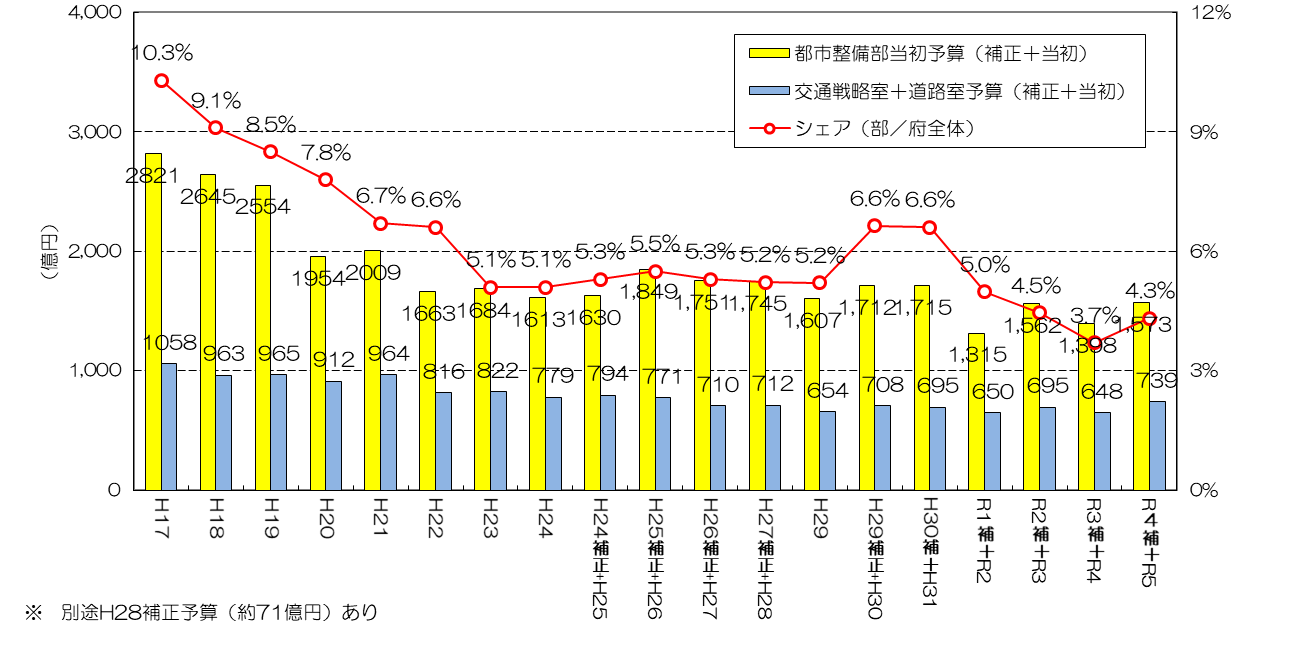 4,000
3,000
2,000
1,000
0
(億円)
12%
9%
6%
3%
0%
都市整備部当初予算（補正＋当初）
交通戦略室＋道路室予算（補正＋当初）
シェア（部／府全体）
10.3%
9.1%
8.5%
7.8%
6.7%
6.6%
5.1%
5.1%
5.3%
5.5%
5.3%
5.2%
5.2%
6.6%
6.6%
5.0%
4.5%
3.7%
4.3%
2821
2645
2554
1954
2009
1663
1684
1613
1630
1,849
1,751
1,745
1,607
1,712
1,715
1,315
1,562
1,398
1,573
1058
963
965
912
964
816
822
779
794
771
710
712
654
708
695
650
695
648
739
H17
H18
H19
H20
H21
H22
H23
H24
H24補正+H25
H25補正+H26
H26補正+H27
H27補正+H28
H29
H29補正+H30
H30補＋H31
R1補＋R2
R2補＋R3
R3補＋R4
R4補＋R5
※　別途H28補正予算（約71億円）あり